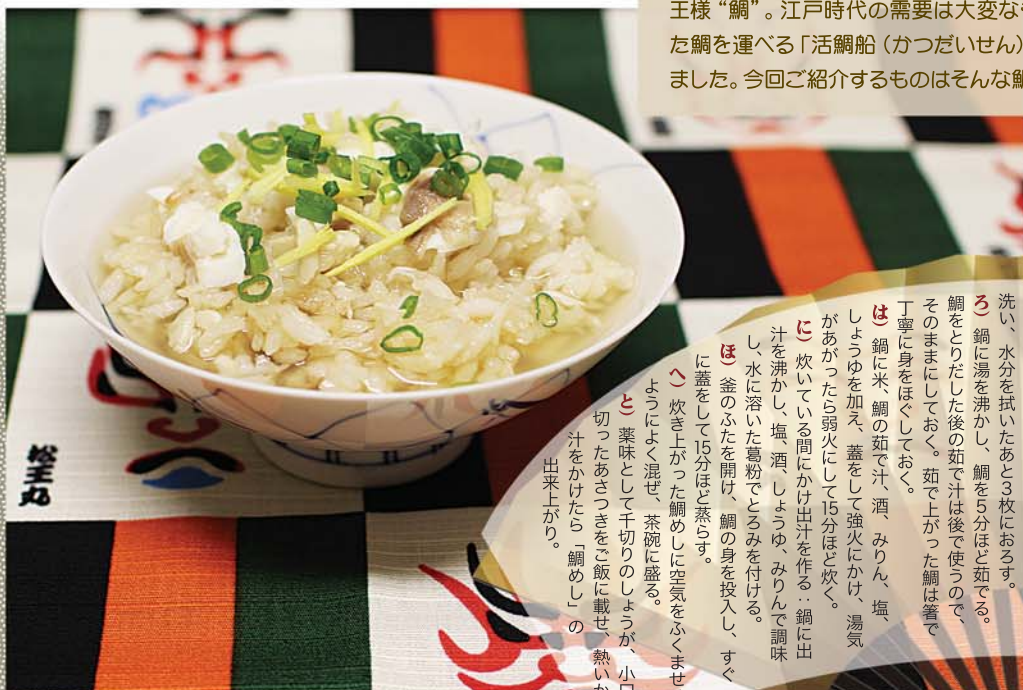 王様“鯛”。江戸時代の需要は大変な
た鯛を運べる「活鯛船（かつだいせん）
ました。今回ご紹介するものはそんな鯛
洗い、水分を拭いたあと3枚におろす。
ろ）鍋に湯を沸かし、鯛を5分ほど茹でる。
鯛をとりだした後の茹で汁は後で使うので、
そのままにしておく。茹で上がった鯛は箸で
丁寧に身をほぐしておく。
は）鍋に米、鯛の茹で汁、酒、みりん、塩、
しょうゆを加え、蓋をして強火にかけ、湯気
があがったら弱火にして15分ほど炊く。
に）炊いている間にかけ出汁を作る：鍋に出
汁を沸かし、塩、酒、しょうゆ、みりんで調味
し、水に溶いた葛粉でとろみを付ける。
ほ）釜のふたを開け、鯛の身を投入し、すぐ
に蓋をして15分ほど蒸らす。
へ）炊き上がった鯛めしに空気をふくませ
ようによく混ぜ、茶碗に盛る。
と）薬味として千切りのしょうが、小口
切ったあさつきをご飯に載せ、熱いか
汁をかけたら「鯛めし」の
出来上がり。
松王丸